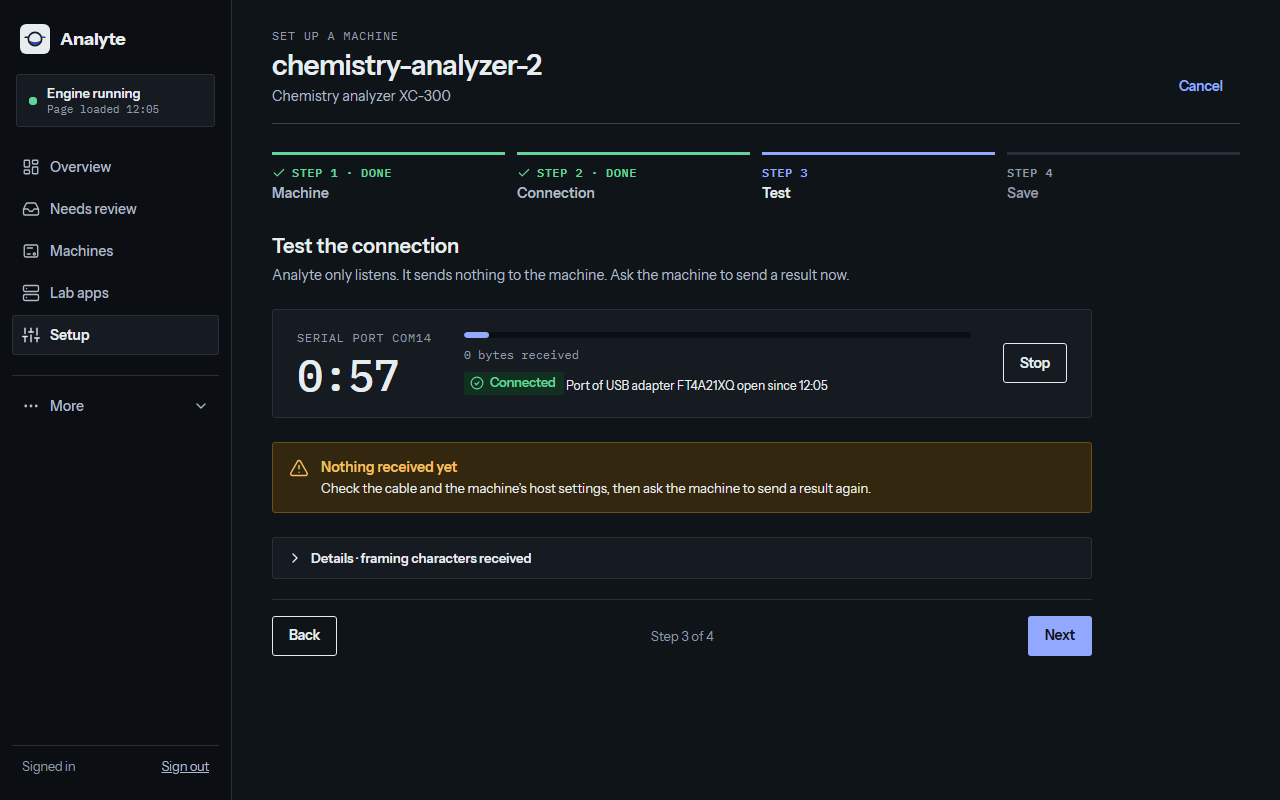 Analyte
Engine running
Page loaded 12:05
Overview
Needs review
Machines
Lab apps
Setup
More
Signed in
Sign out
SET UP A MACHINE
chemistry-analyzer-2
Chemistry analyzer XC-300
Cancel
STEP 1 · DONE
Machine
STEP 2 · DONE
Connection
STEP 3
Test
STEP 4
Save
Test the connection
Analyte only listens. It sends nothing to the machine. Ask the machine to send a result now.
SERIAL PORT COM14
0:57
0 bytes received
Connected Port of USB adapter FT4A21XQ open since 12:05
Stop
Nothing received yet
Check the cable and the machine's host settings, then ask the machine to send a result again.
Details · framing characters received
Back
Step 3 of 4
Next